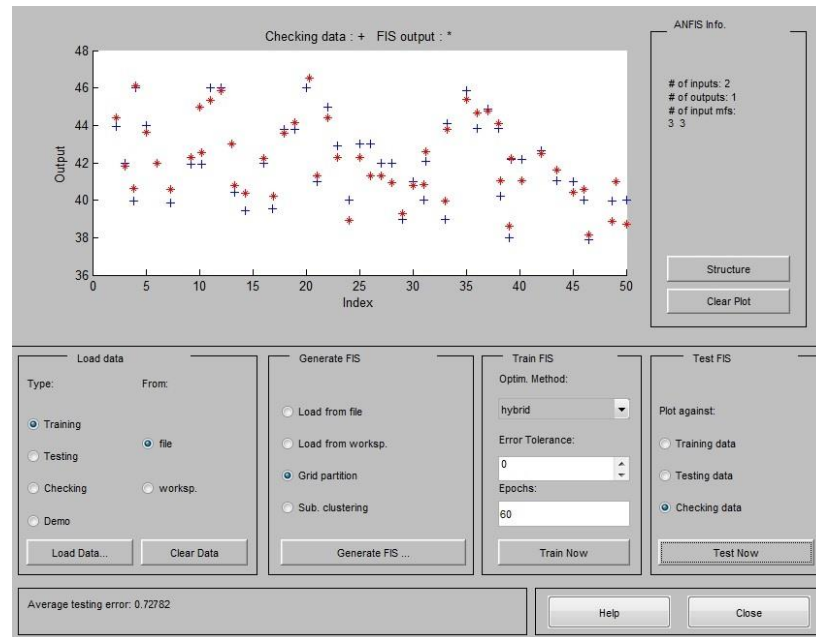 Checking data : +   FIS output : *
48
46
44
42
40
38
36
Output
0 5 10 15 20 25 30 35 40 45 50
Index
ANFIS Info.
# of inputs: 2
# of outputs: 1
# of input mfs:
3 3
Structure
Clear Plot
Load data
Type:
From:
Training
Testing
Checking
Demo
file
worksp.
Load Data...
Clear Data
Generate FIS
Load from file
Load from worksp.
Grid partition
Sub. clustering
Generate FIS ...
Train FIS
Optim. Method:
hybrid
Error Tolerance:
0
Epochs:
60
Train Now
Test FIS
Plot against:
Training data
Testing data
Checking data
Test Now
Average testing error: 0.72782
Help
Close